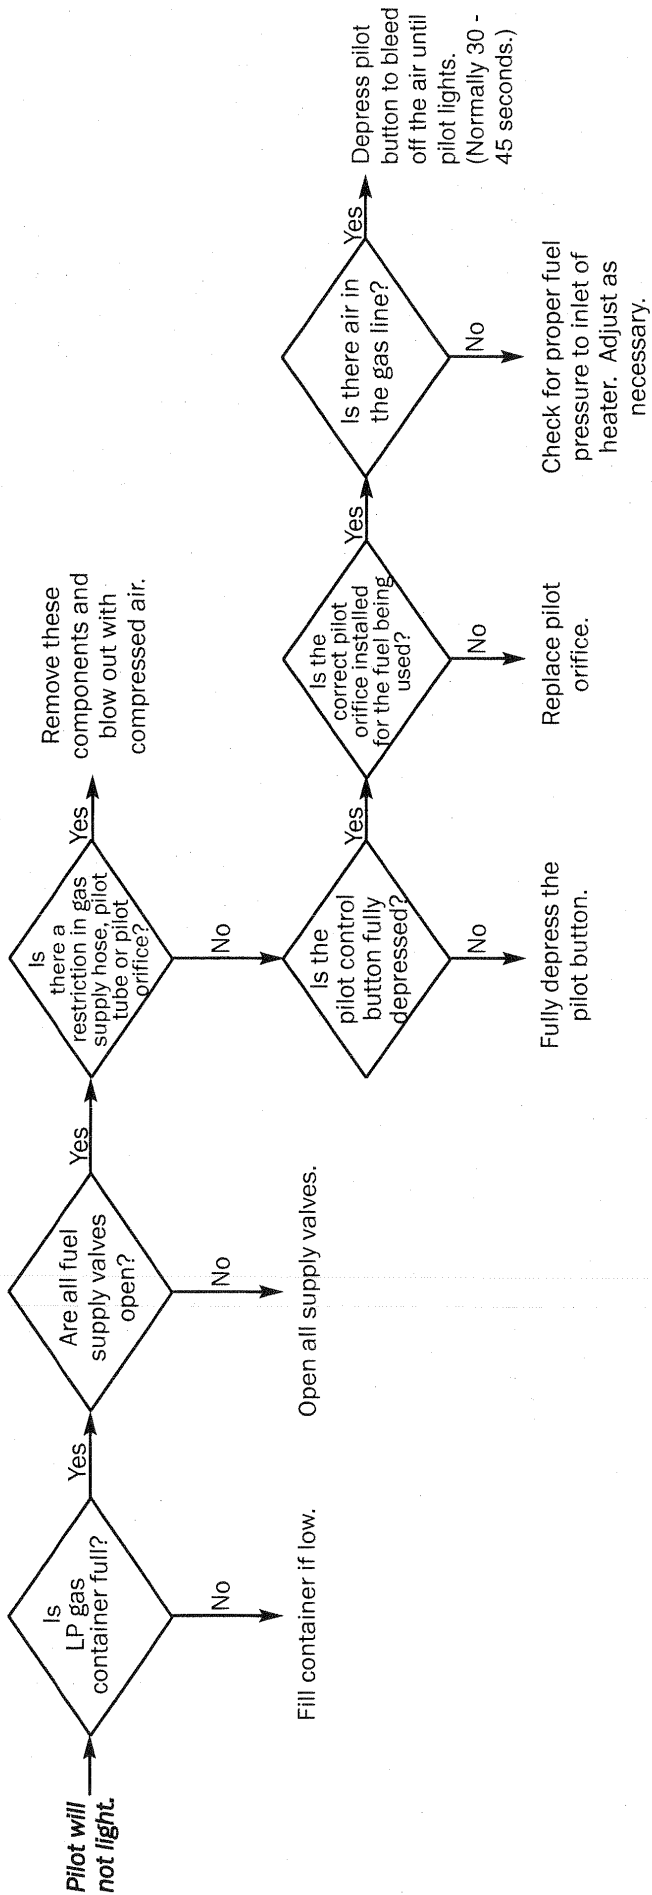 Pilot will
not light.
Is
LP gas
container full?
Yes
No
Fill container if low.
Are all fuel
supply valves
open?
Yes
No
Open all supply valves.
Is
there a
restriction in gas
supply hose, pilot
tube or pilot
orifice?
Yes
Remove these
components and
blow out with
compressed air.
No
Is the
pilot control
button fully
depressed?
Yes
No
Fully depress the
pilot button.
Is the
correct pilot
orifice installed
for the fuel being
used?
Yes
No
Replace pilot
orifice.
Is there air in
the gas line?
Yes
Depress pilot
button to bleed
off the air until
pilot lights.
(Normally 30 -
45 seconds.)
No
Check for proper fuel
pressure to inlet of
heater. Adjust as
necessary.